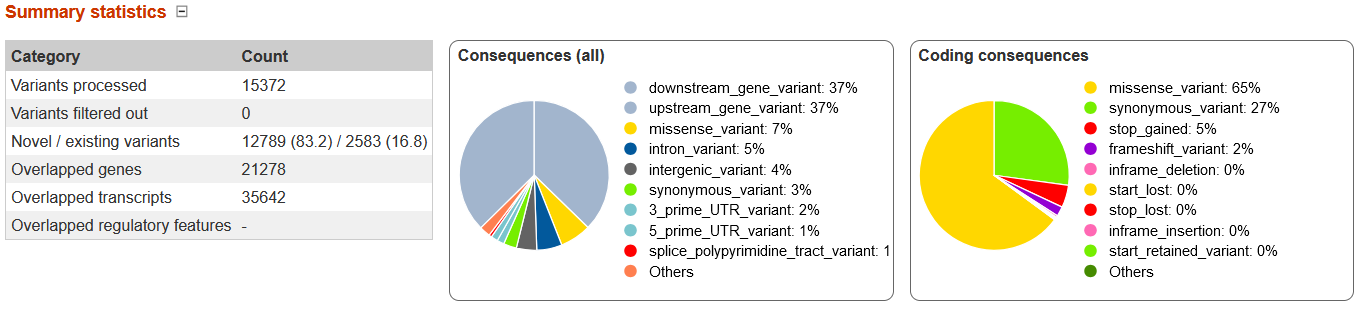 Summary statistics
Category Count
Variants processed 15372
Variants filtered out 0
Novel / existing variants 12789 (83.2) / 2583 (16.8)
Overlapped genes 21278
Overlapped transcripts 35642
Overlapped regulatory features -
Consequences (all)
downstream_gene_variant: 37%
upstream_gene_variant: 37%
missense_variant: 7%
intron_variant: 5%
intergenic_variant: 4%
synonymous_variant: 3%
3_prime_UTR_variant: 2%
5_prime_UTR_variant: 1%
splice_polypyrimidine_tract_variant: 1
Others
Coding consequences
missense_variant: 65%
synonymous_variant: 27%
stop_gained: 5%
frameshift_variant: 2%
inframe_deletion: 0%
start_lost: 0%
stop_lost: 0%
inframe_insertion: 0%
start_retained_variant: 0%
Others